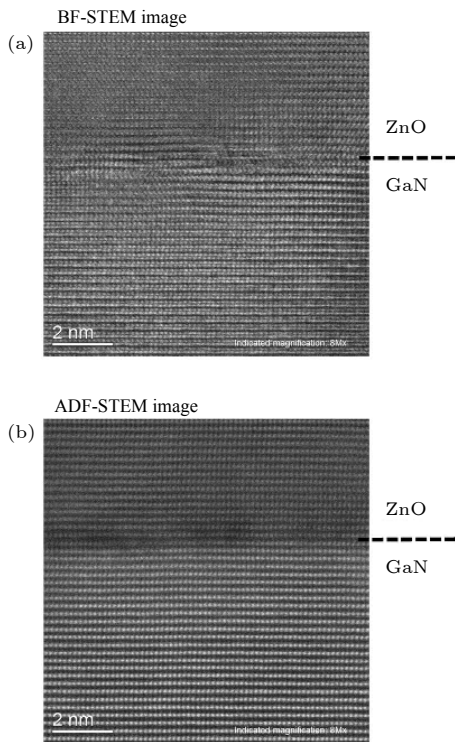 BF-STEM image
(a)
ZnO
GaN
2 nm
Indicated magnification: 8Mx
ADF-STEM image
(b)
ZnO
GaN
2 nm
Indicated magnification: 8Mx